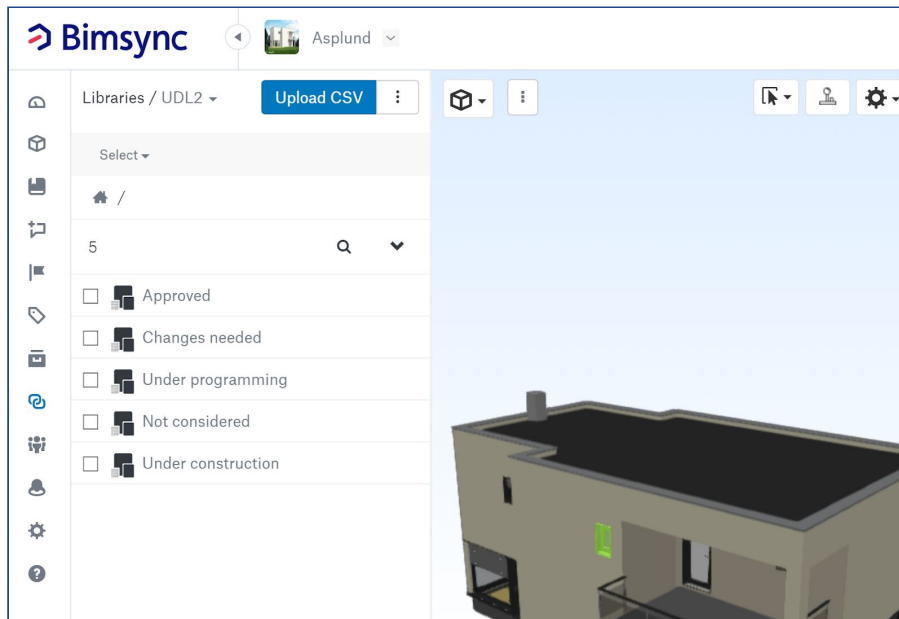 Bimsync
Asplund
Libraries / UDL2
Upload CSV
Select
/
5
Approved
Changes needed
Under programming
Not considered
Under construction